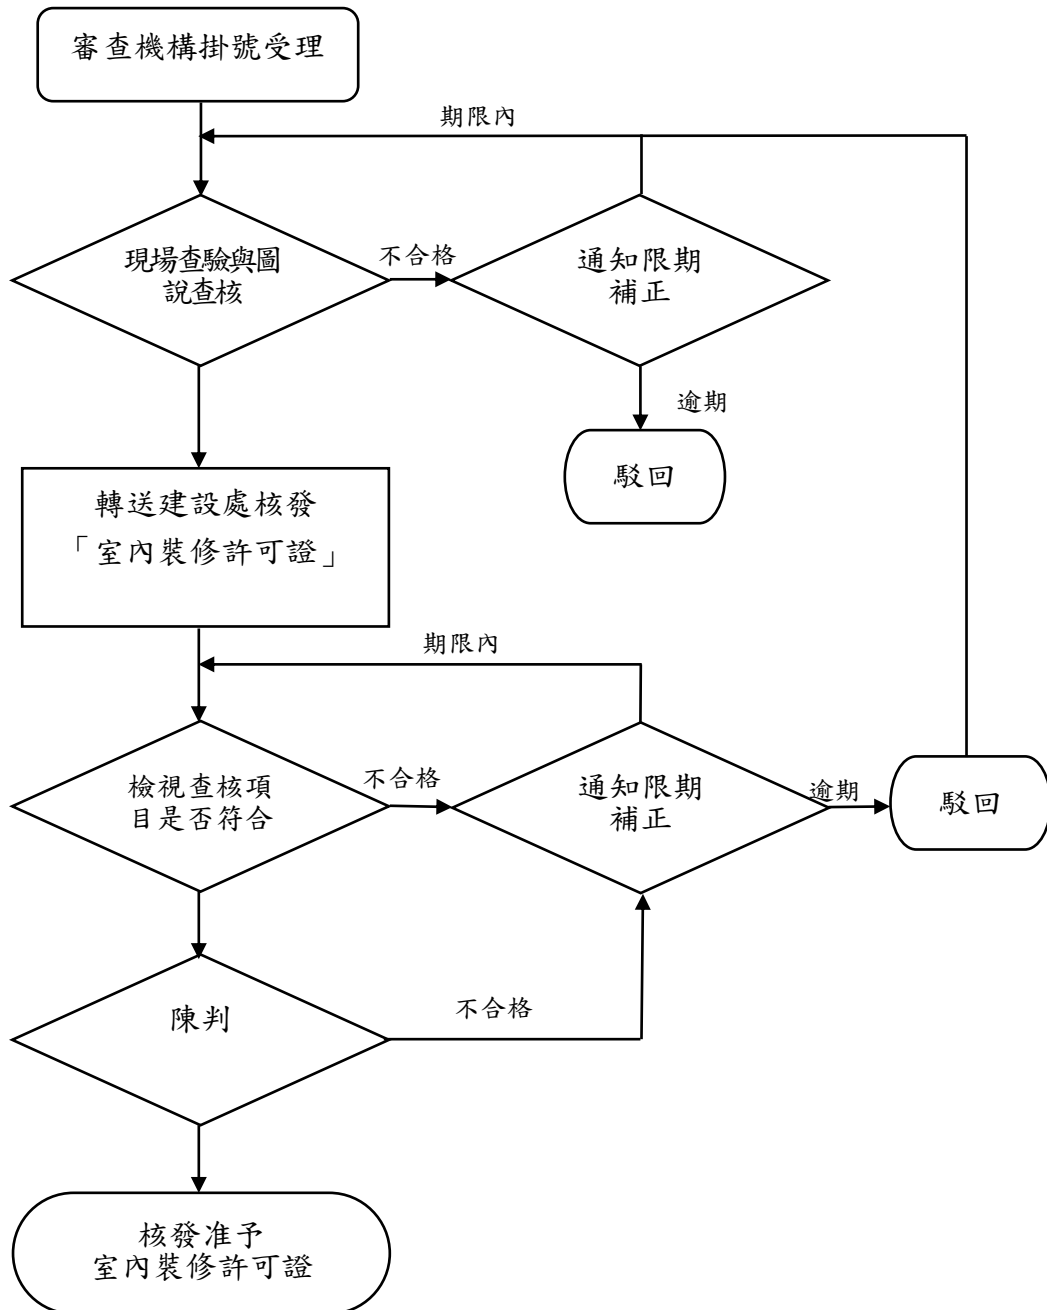 審查機構掛號受理
期限內
現場查驗與圖
說查核
不合格
通知限期
補正
逾期
駁回
轉送建設處核發
「室內裝修許可證」
期限內
檢視查核項
目是否符合
不合格
通知限期
補正
逾期
駁回
陳判
不合格
核發准予
室內裝修許可證